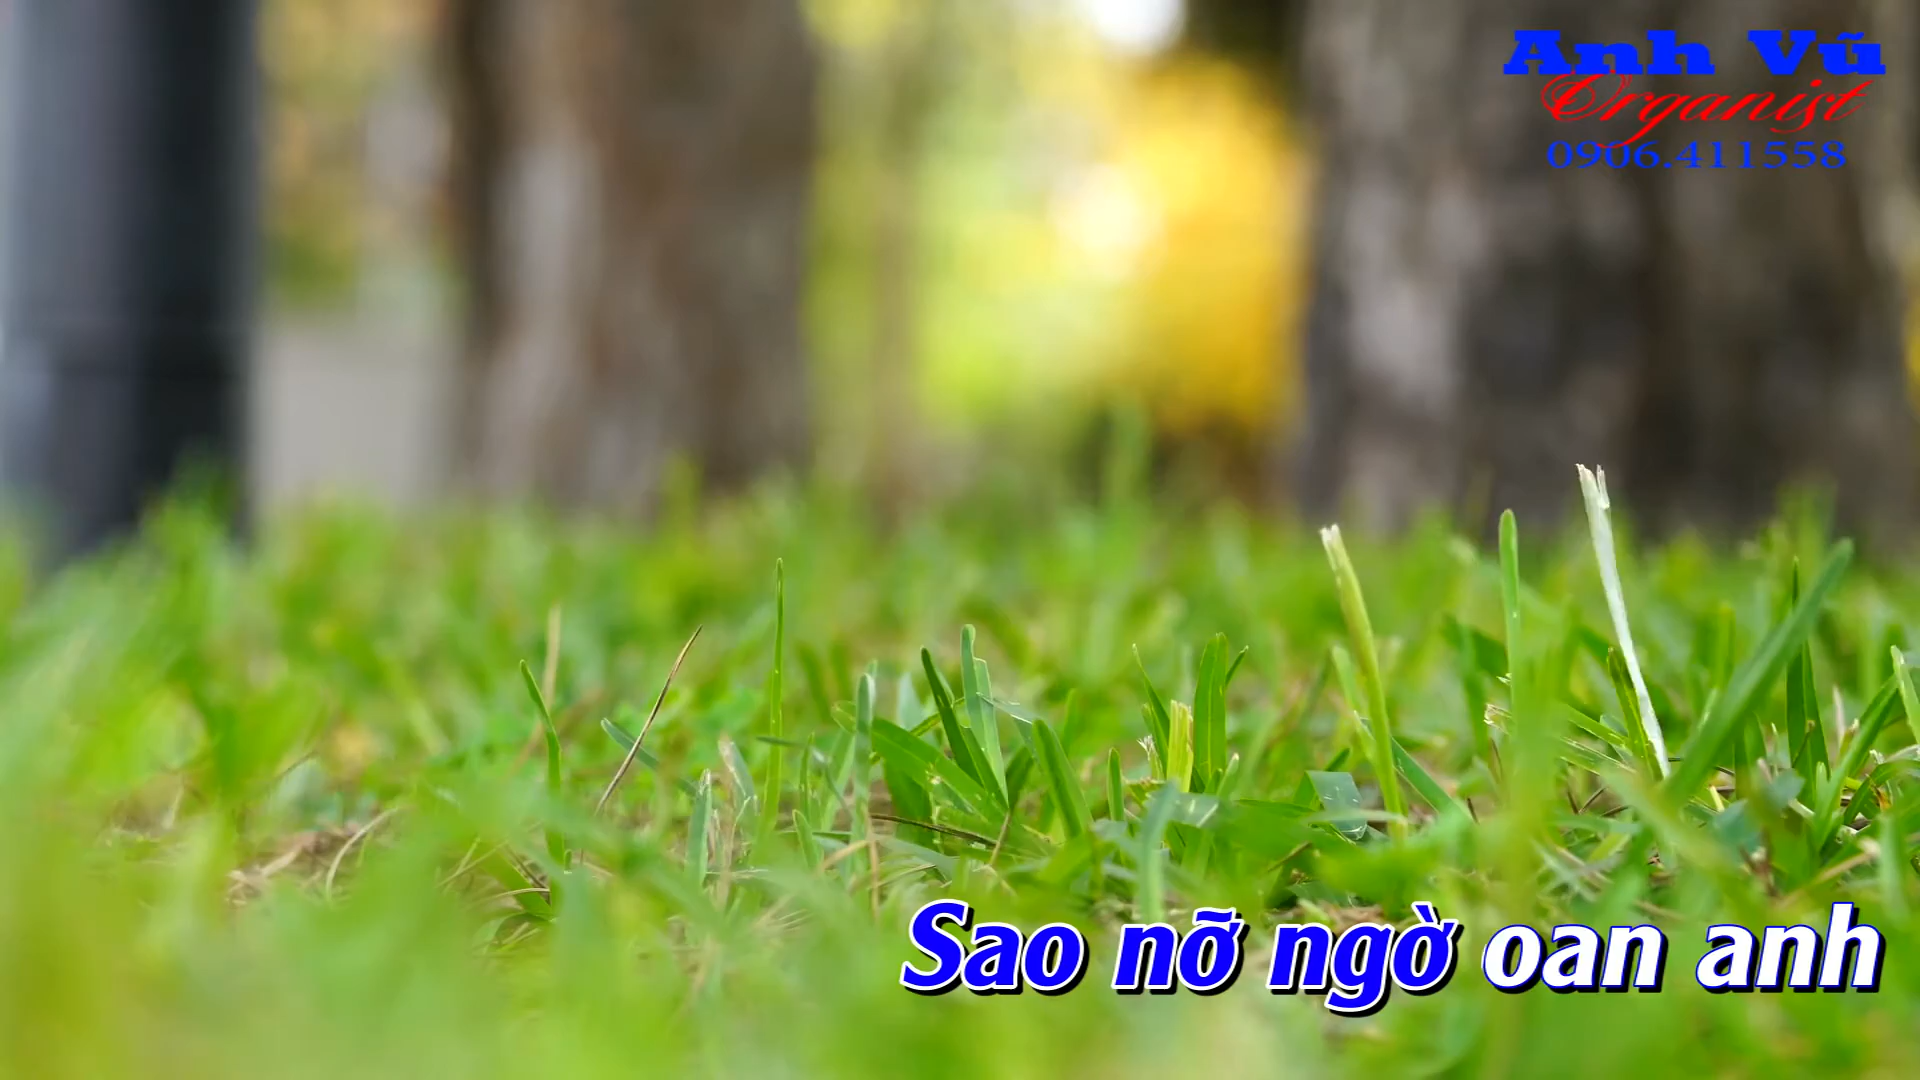 Anh Vũ
Organist
0906.411558
Sao nỡ ngờ oan anh